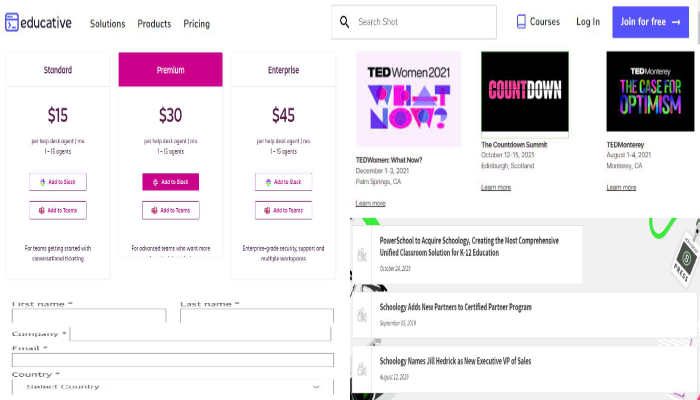 educative
Solutions Products Pricing
Search Shot
Courses Log In Join for free →
Standard
$15
per help desk agent | mo
1 - 15 agents
Add to Slack
Add to Teams
For teams getting started with
conversational ticketing
Premium
$30
per help desk agent | mo
1 - 15 agents
Add to Slack
Add to Teams
For advanced teams who want more
Enterprise
$45
per help desk agent | mo
1 - 15 agents
Add to Slack
Add to Teams
Enterprise-grade security, support and
multiple workspaces
TEDWomen 2021
WHAT
NOW?
TEDWomen: What Now?
December 1-3, 2021
Palm Springs, CA
Learn more
COUNTDOWN
The Countdown Summit
October 12-15, 2021
Edinburgh, Scotland
Learn more
TEDMonterey
THE CASE FOR
OPTIMISM
TEDMonterey
August 1-4, 2021
Monterey, CA
Learn more
First name * Last name *
Company *
Email *
Country *
Select Country
PowerSchool to Acquire Schoology, Creating the Most Comprehensive
Unified Classroom Solution for K-12 Education
October 24, 2019
PRESS
Schoology Adds New Partners to Certified Partner Program
September 05, 2019
Schoology Names Jill Hedrick as New Executive VP of Sales
August 12, 2019